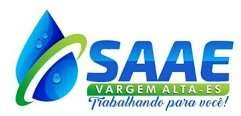 SAAE
VARGEM ALTA-ES
Trabalhando para você!